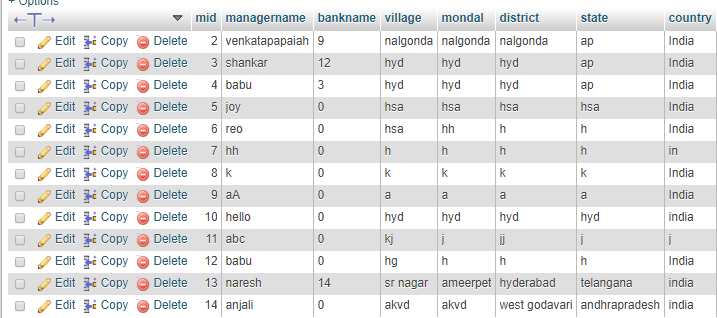 + Options
←T→ mid managername bankname village mondal district state country
Edit Copy Delete 2 venkatapapaiah 9 nalgonda nalgonda nalgonda ap India
Edit Copy Delete 3 shankar 12 hyd hyd hyd ap India
Edit Copy Delete 4 babu 3 hyd hyd hyd ap India
Edit Copy Delete 5 joy 0 hsa hsa hsa hsa India
Edit Copy Delete 6 reo 0 hsa hh h h India
Edit Copy Delete 7 hh 0 h h h h in
Edit Copy Delete 8 k 0 k k k k India
Edit Copy Delete 9 aA 0 a a a a India
Edit Copy Delete 10 hello 0 hyd hyd hyd hyd india
Edit Copy Delete 11 abc 0 kj j jj j j
Edit Copy Delete 12 babu 0 hg h h h India
Edit Copy Delete 13 naresh 14 sr nagar ameerpet hyderabad telangana india
Edit Copy Delete 14 anjali 0 akvd akvd west godavari andhrapradesh india